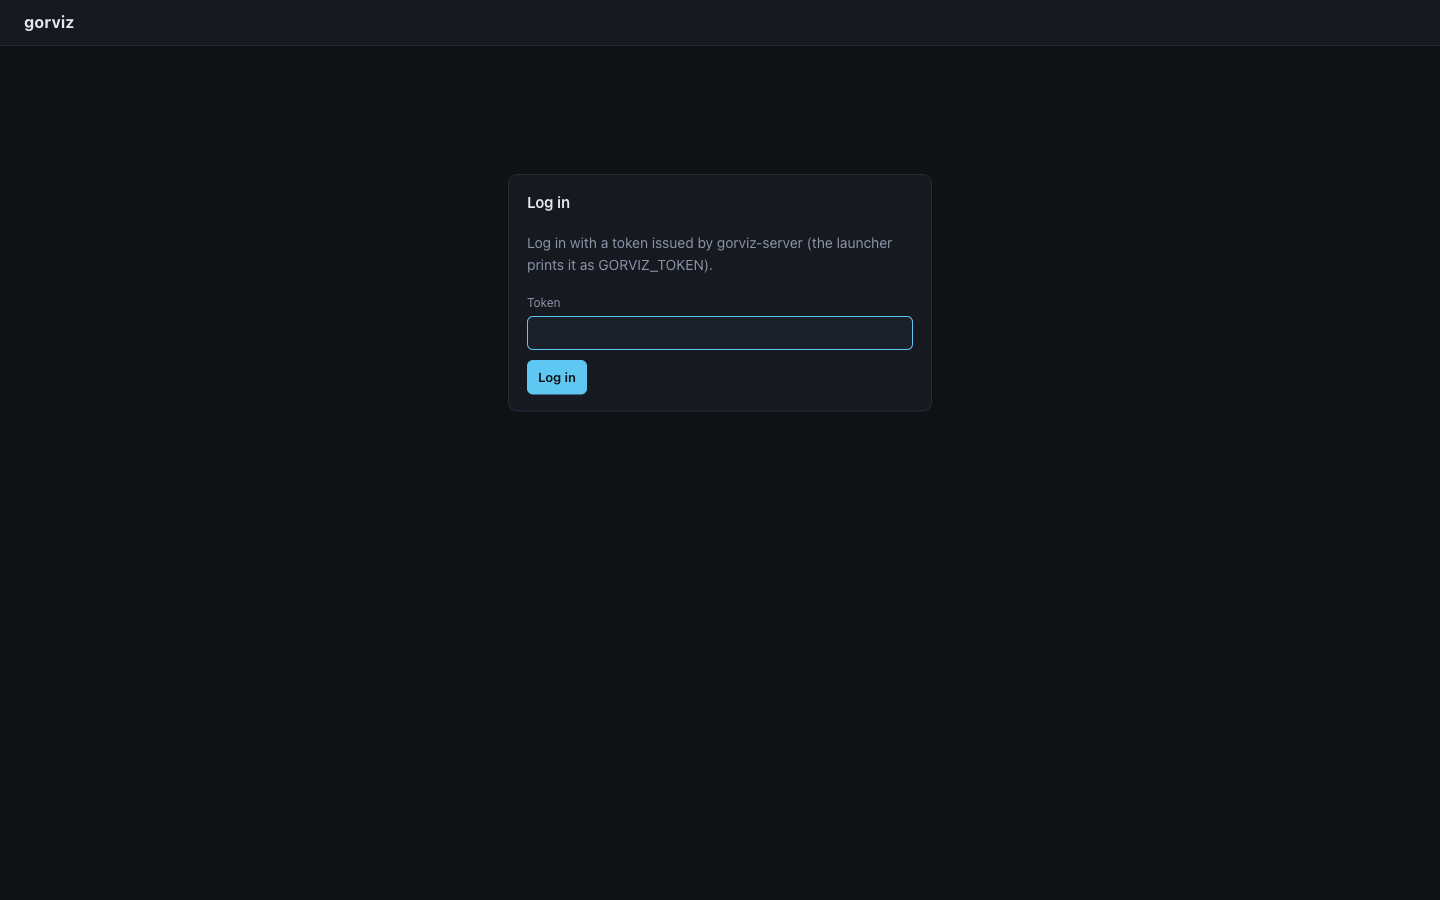 gorviz
Log in
Log in with a token issued by gorviz-server (the launcher
prints it as GORVIZ_TOKEN).
Token
Log in